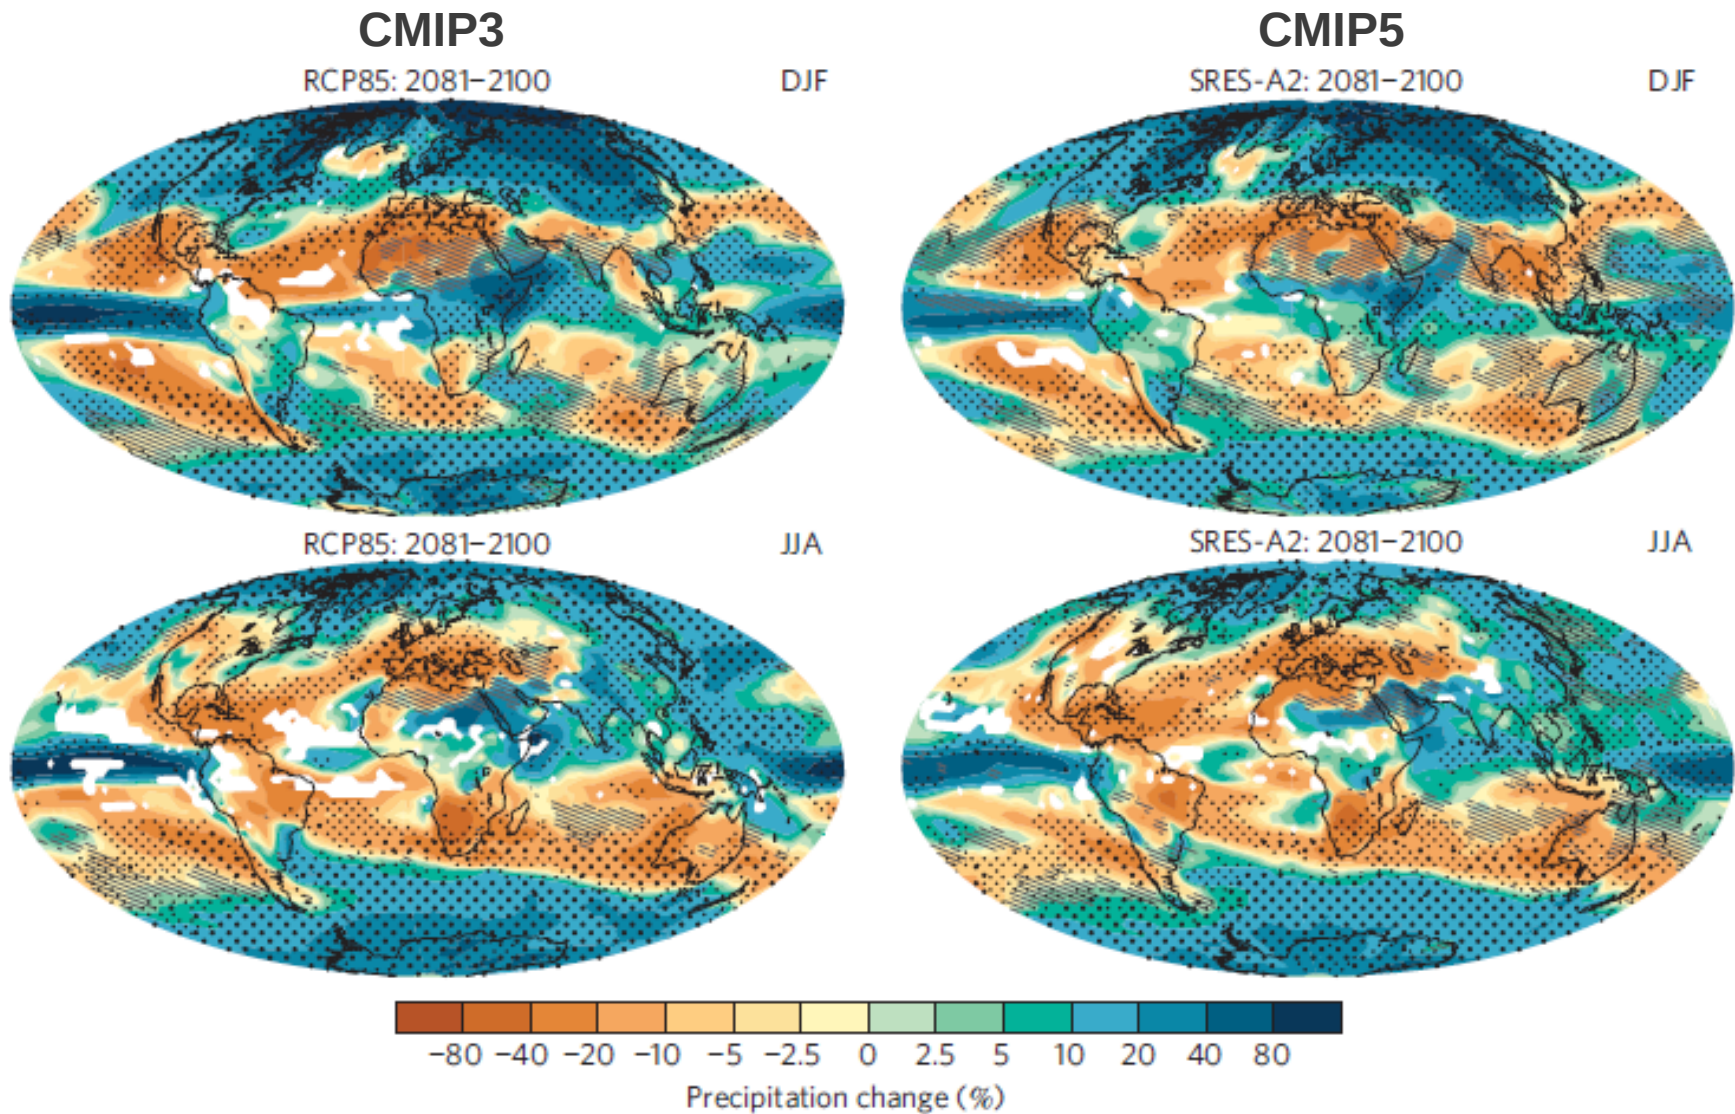 CMIP3 CMIP5
RCP85: 2081–2100 DJF SRES-A2: 2081–2100 DJF
RCP85: 2081–2100 JJA SRES-A2: 2081–2100 JJA
−80 −40 −20 −10 −5 −2.5 0 2.5 5 10 20 40 80
Precipitation change (%)